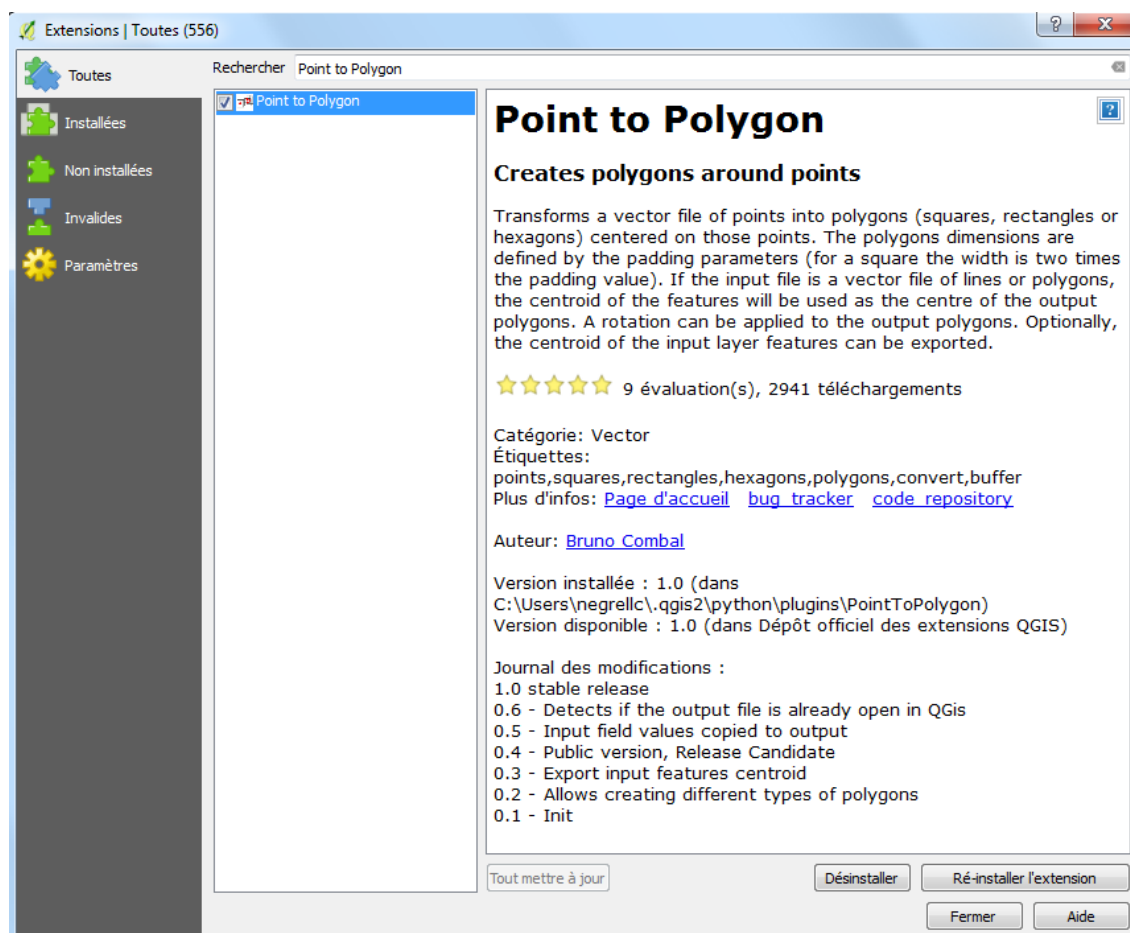 Extensions | Toutes (556)
Toutes
Installées
Non installées
Invalides
Paramètres
Rechercher Point to Polygon
Point to Polygon
Point to Polygon
Creates polygons around points
Transforms a vector file of points into polygons (squares, rectangles or
hexagons) centered on those points. The polygons dimensions are
defined by the padding parameters (for a square the width is two times
the padding value). If the input file is a vector file of lines or polygons,
the centroid of the features will be used as the centre of the output
polygons. A rotation can be applied to the output polygons. Optionally,
the centroid of the input layer features can be exported.
9 évaluation(s), 2941 téléchargements
Catégorie: Vector
Étiquettes:
points,squares,rectangles,hexagons,polygons,convert,buffer
Plus d'infos: Page d'accueil bug tracker code repository
Auteur: Bruno Combal
Version installée : 1.0 (dans
C:\Users\negrellc\.qgis2\python\plugins\PointToPolygon)
Version disponible : 1.0 (dans Dépôt officiel des extensions QGIS)
Journal des modifications :
1.0 stable release
0.6 - Detects if the output file is already open in QGis
0.5 - Input field values copied to output
0.4 - Public version, Release Candidate
0.3 - Export input features centroid
0.2 - Allows creating different types of polygons
0.1 - Init
Tout mettre à jour Désinstaller Ré-installer l'extension
Fermer Aide